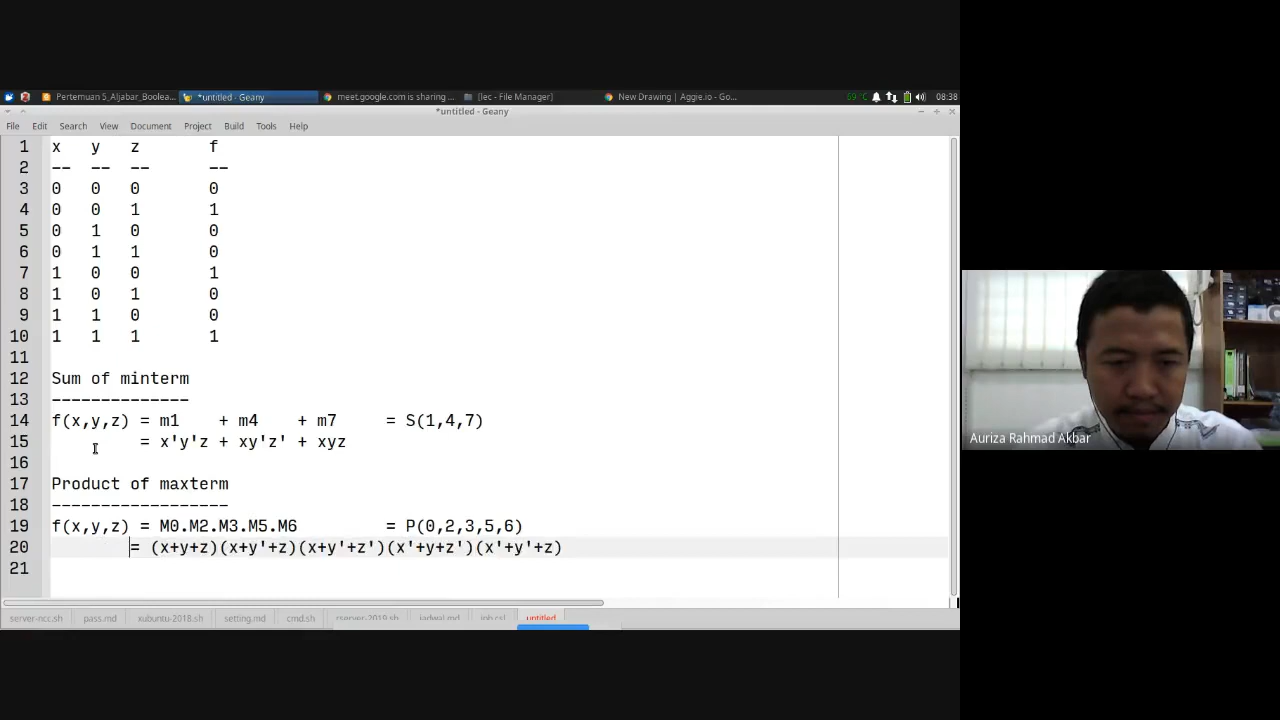 Pertemuan 5_Aljabar_Boolea... *untitled - Geany meet.google.com is sharing ... [lec - File Manager] New Drawing | Aggie.io - Go... 69°C 08:38
*untitled - Geany
File Edit Search View Document Project Build Tools Help
1 x y z f
2 -- -- -- --
3 0 0 0 0
4 0 0 1 1
5 0 1 0 0
6 0 1 1 0
7 1 0 0 1
8 1 0 1 0
9 1 1 0 0
10 1 1 1 1
11
12 Sum of minterm
13 --------------
14 f(x,y,z) = m1 + m4 + m7 = S(1,4,7)
15 = x'y'z + xy'z' + xyz
16
17 Product of maxterm
18 ------------------
19 f(x,y,z) = M0.M2.M3.M5.M6 = P(0,2,3,5,6)
20 = (x+y+z)(x+y'+z)(x+y'+z')(x'+y+z')(x'+y'+z)
21
server-ncc.sh pass.md xubuntu-2018.sh setting.md cmd.sh rserver-2019.sh jadwal.md untitled
Auriza Rahmad Akbar